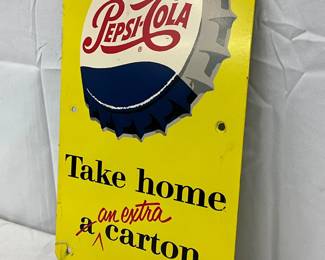 PEPSI-COLA
®
Take home
an extra
a carton